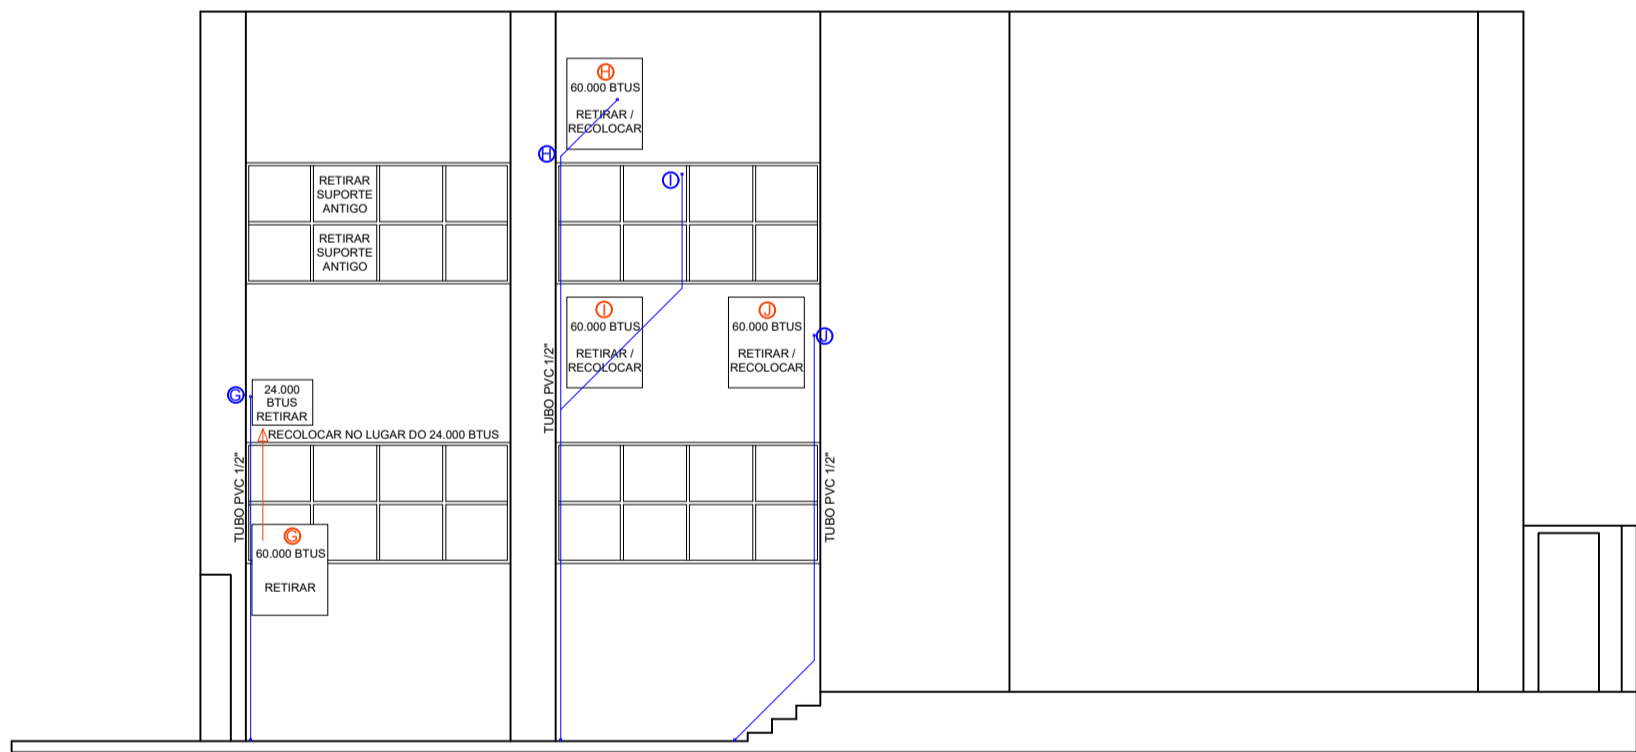 H
60.000 BTUS
RETIRAR /
RECOLOCAR
H
RETIRAR
SUPORTE
ANTIGO
I
RETIRAR
SUPORTE
ANTIGO
I
60.000 BTUS
RETIRAR /
RECOLOCAR
J
60.000 BTUS
RETIRAR /
RECOLOCAR
J
TUBO PVC 1/2"
G
24.000
BTUS
RETIRAR
RECOLOCAR NO LUGAR DO 24.000 BTUS
TUBO PVC 1/2"
TUBO PVC 1/2"
G
60.000 BTUS
RETIRAR